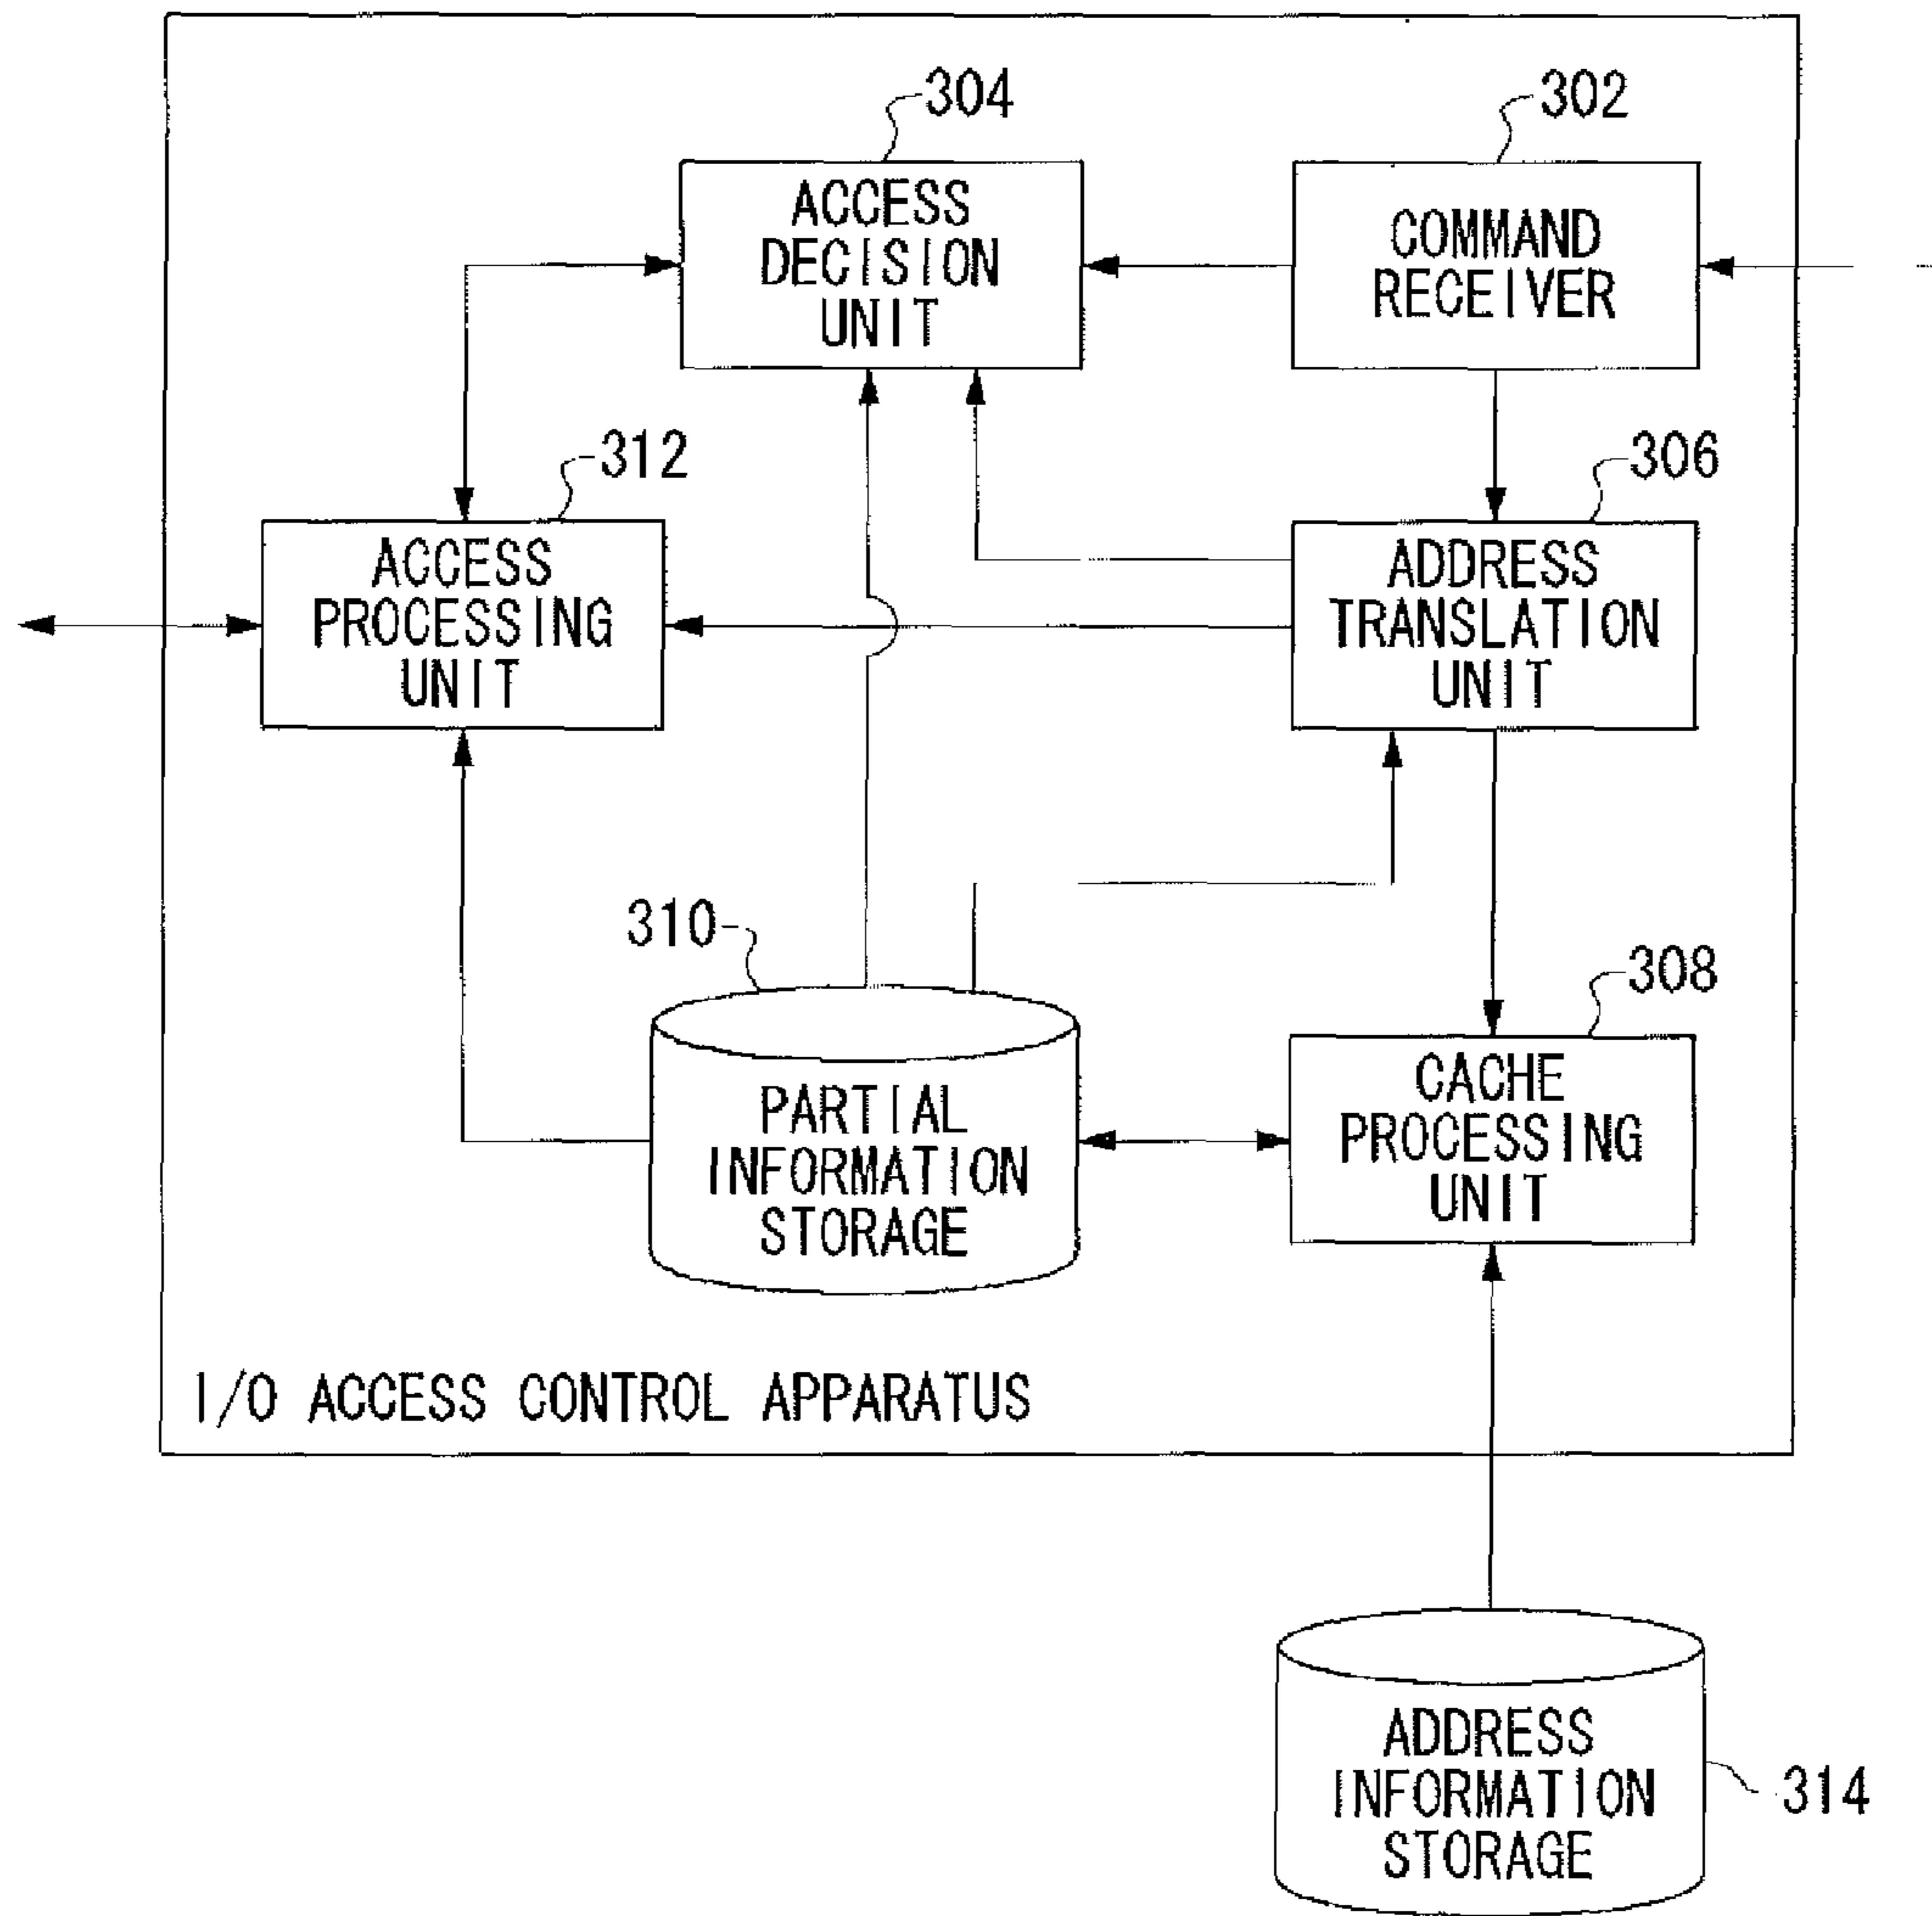 304
302
ACCESS
DECISION
UNIT
COMMAND
RECEIVER
312
306
ACCESS
PROCESSING
UNIT
ADDRESS
TRANSLATION
UNIT
310
308
PARTIAL
INFORMATION
STORAGE
CACHE
PROCESSING
UNIT
I/O ACCESS CONTROL APPARATUS
ADDRESS
INFORMATION
STORAGE
314